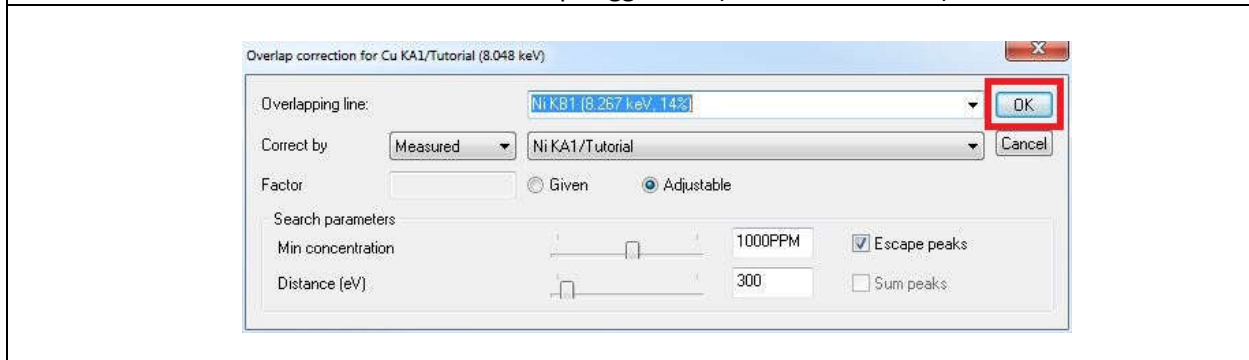 Overlap correction for Cu KA1/Tutorial (8.048 keV)
Overlapping line: Ni KB1 (8.267 keV, 14%) OK
Correct by Measured Ni KA1/Tutorial Cancel
Factor Given Adjustable
Search parameters
Min concentration 1000PPM Escape peaks
Distance (eV) 300 Sum peaks